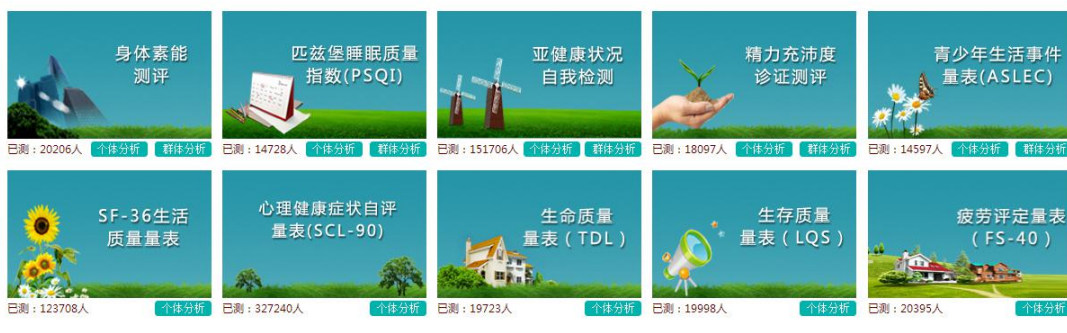 身体素能
测评
已测：20206人 个体分析 群体分析
匹兹堡睡眠质量
指数(PSQI)
已测：14728人 个体分析 群体分析
亚健康状况
自我检测
已测：151706人 个体分析 群体分析
精力充沛度
诊证测评
已测：18097人 个体分析 群体分析
青少年生活事件
量表(ASLEC)
已测：14597人 个体分析 群体分析
SF-36生活
质量量表
已测：123708人 个体分析
心理健康症状自评
量表(SCL-90)
已测：327240人 个体分析
生命质量
量表（TDL）
已测：19723人 个体分析
生存质量
量表（LQS）
已测：19998人 个体分析
疲劳评定量表
（FS-40）
已测：20395人 个体分析